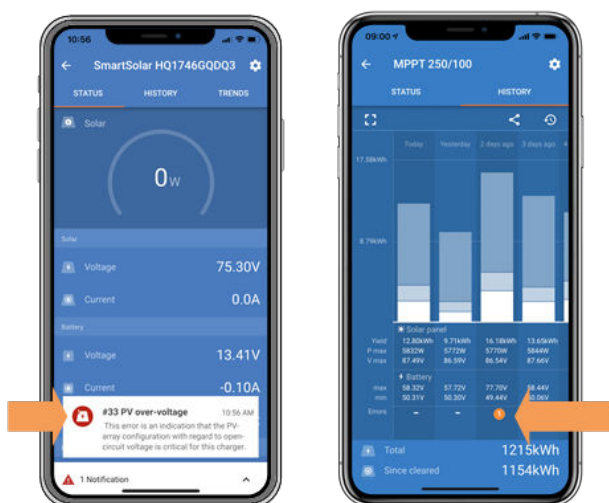 10:56
SmartSolar HQ1746GQDQ3
STATUS HISTORY TRENDS
Solar
0W
Solar
Voltage 75.30V
Current 0.0A
Battery
Voltage 13.41V
Current -0.10A
#33 PV over-voltage 10:56 AM
This error is an indication that the PV-
array configuration with regard to open-
circuit voltage is critical for this charger.
1 Notification
09:00
MPPT 250/100
STATUS HISTORY
Today Yesterday 2 days ago 3 days ago 4
17.58kWh
8.79kWh
Solar panel
Yield 12.80kWh 9.71kWh 16.18kWh 13.65kWh
P max 5832W 5772W 5770W 5844W
V max 87.49V 86.59V 86.54V 87.66V
Battery
max 58.32V 57.72V 77.70V 58.44V
min 50.31V 50.30V 49.44V
Errors - -
Total 1215kWh
Since cleared 1154kWh